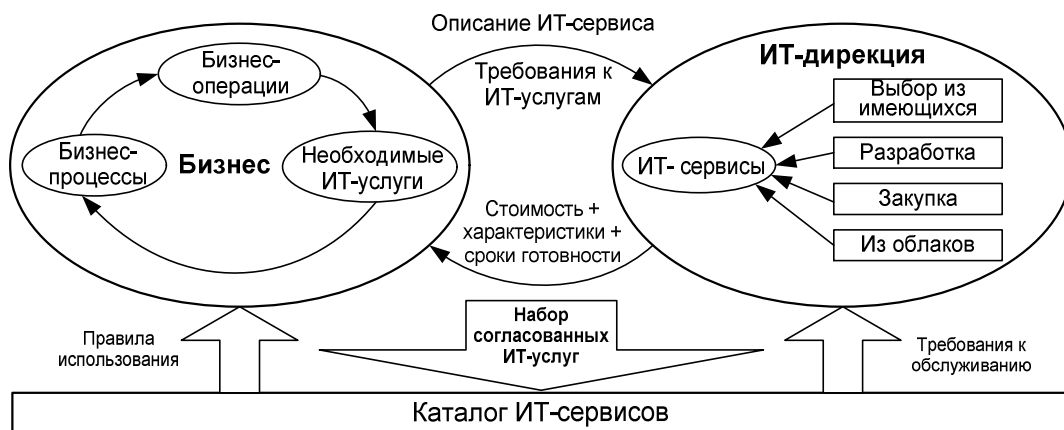 Описание ИТ-сервиса
Требования к
ИТ-услугам
Бизнес-
операции
Бизнес-
процессы
Бизнес
Необходимые
ИТ-услуги
ИТ-дирекция
Выбор из
имеющихся
ИТ- сервисы
Разработка
Закупка
Из облаков
Стоимость +
характеристики +
сроки готовности
Правила
использования
Набор
согласованных
ИТ-услуг
Требования к
обслуживанию
Каталог ИТ-сервисов